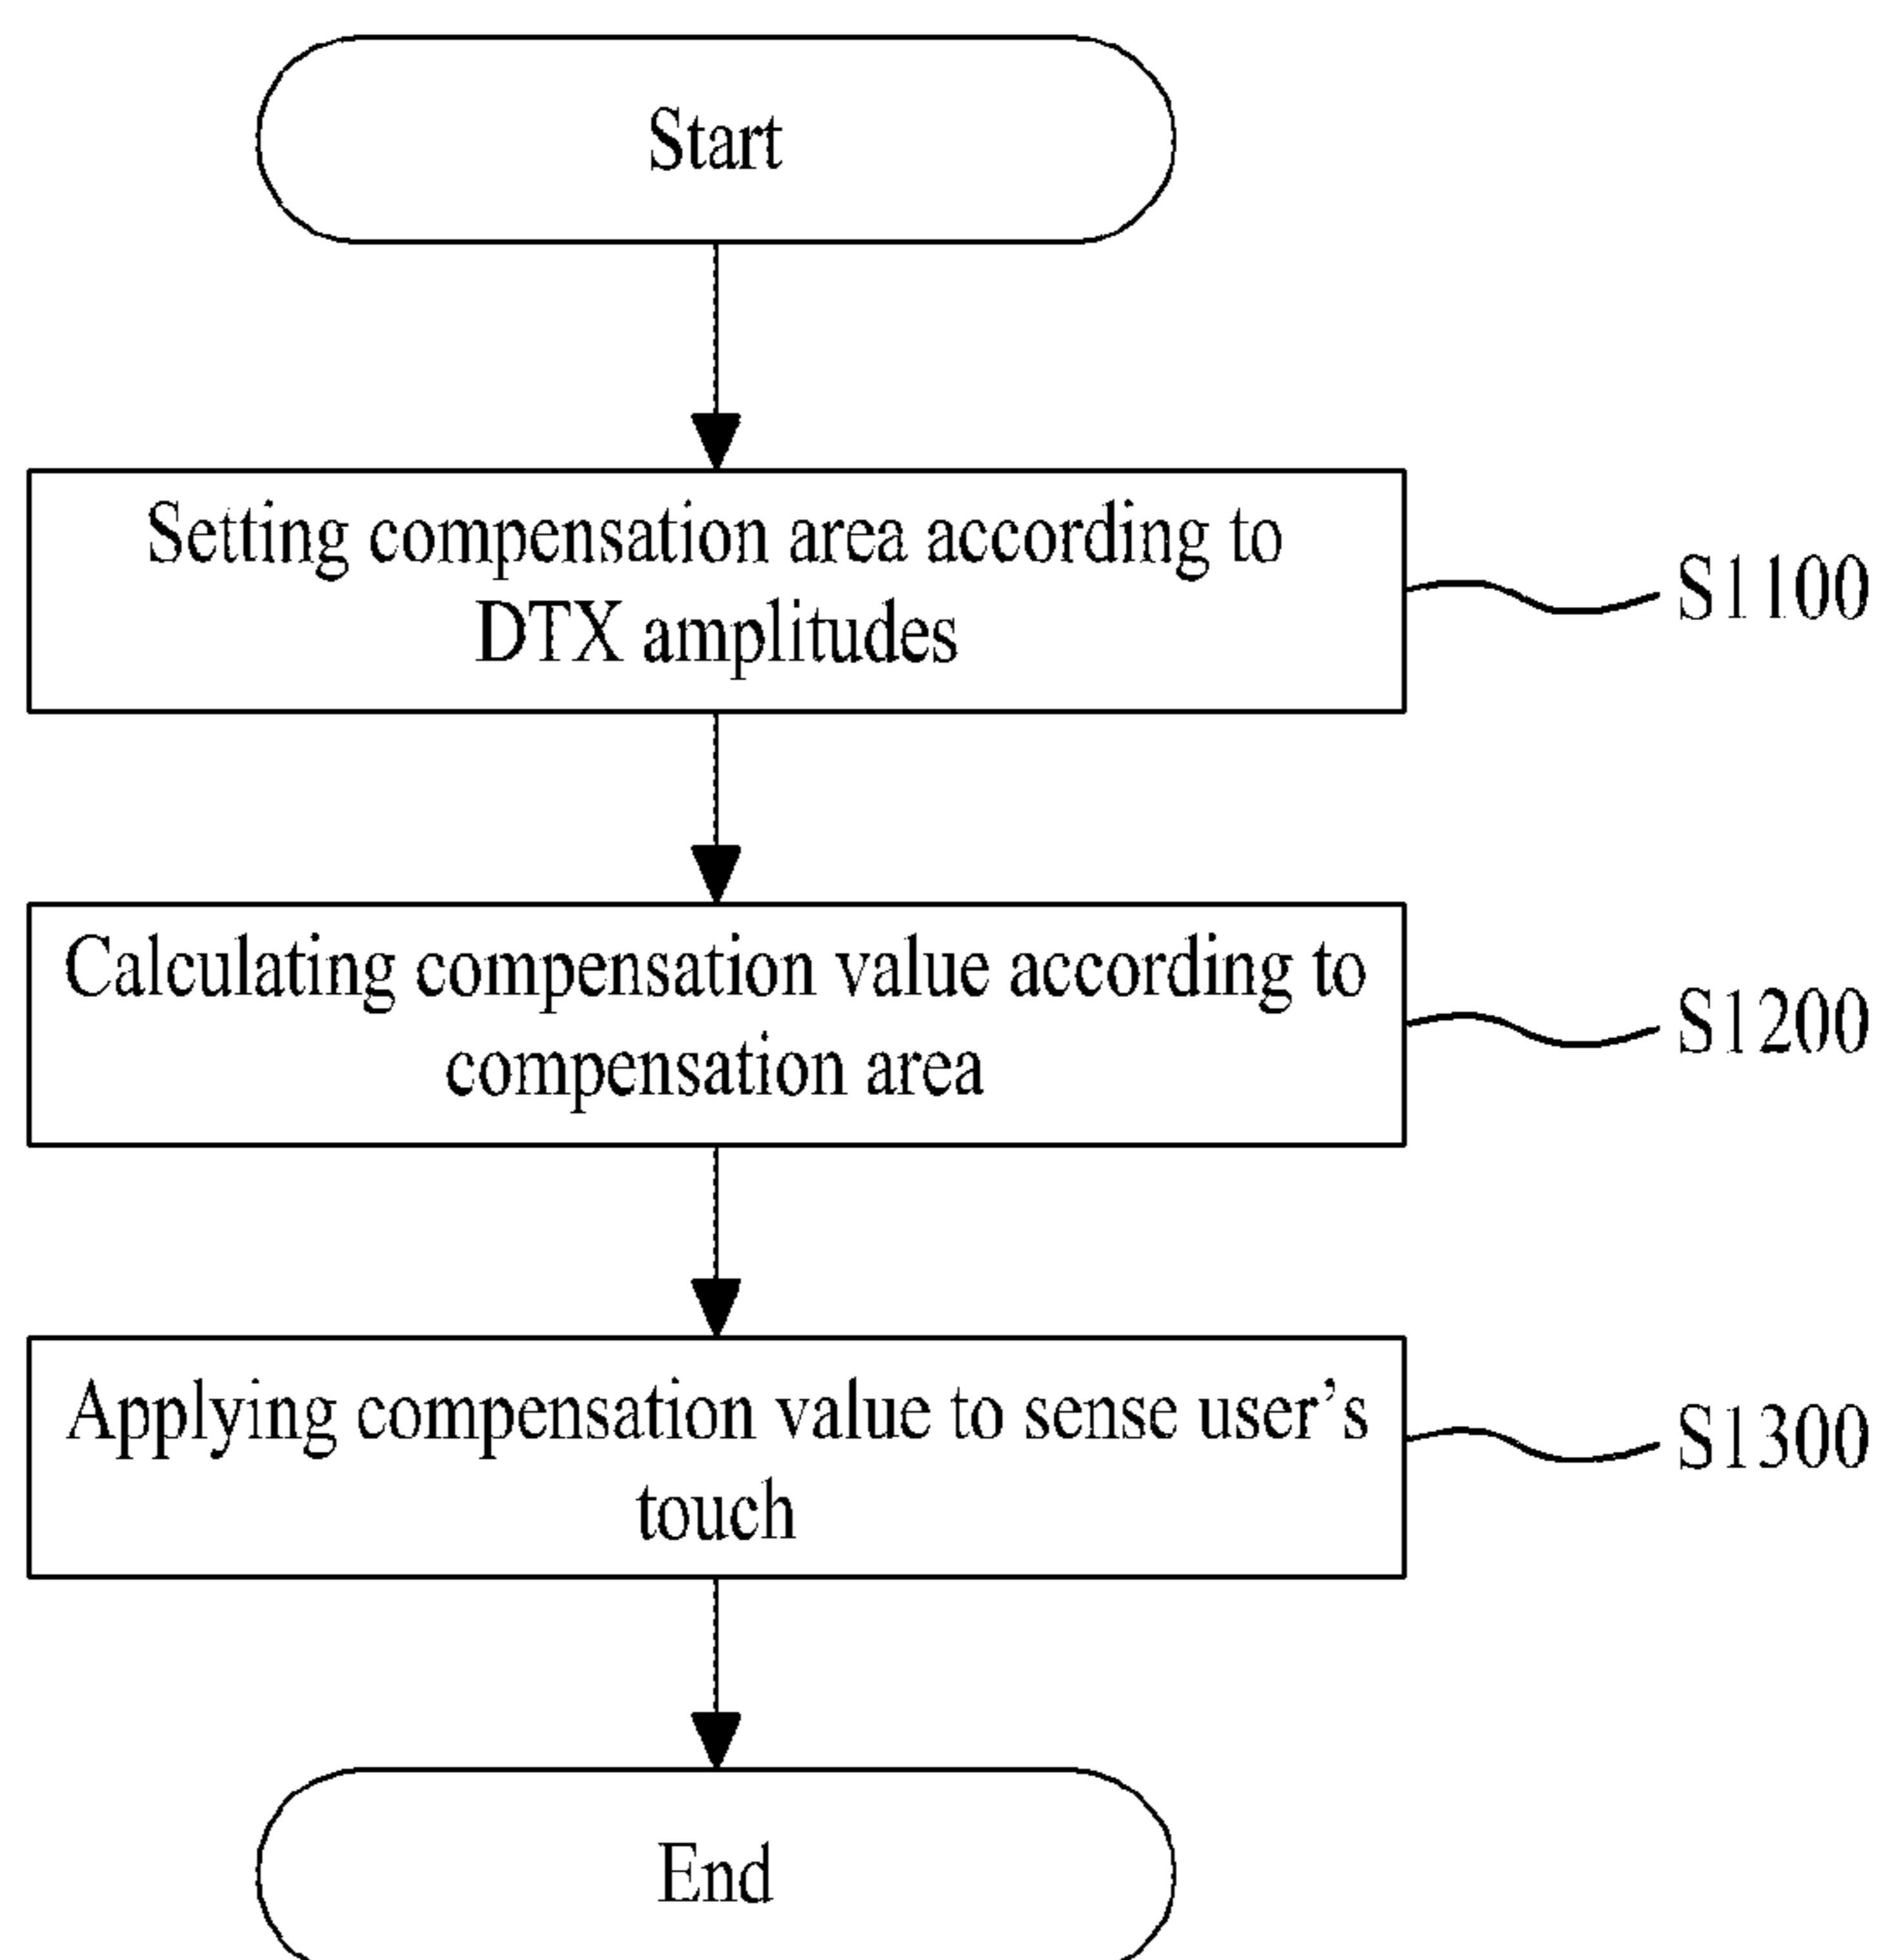 Start
Setting compensation area according to
DTX amplitudes
S1100
Calculating compensation value according to
compensation area
S1200
Applying compensation value to sense user’s
touch
S1300
End